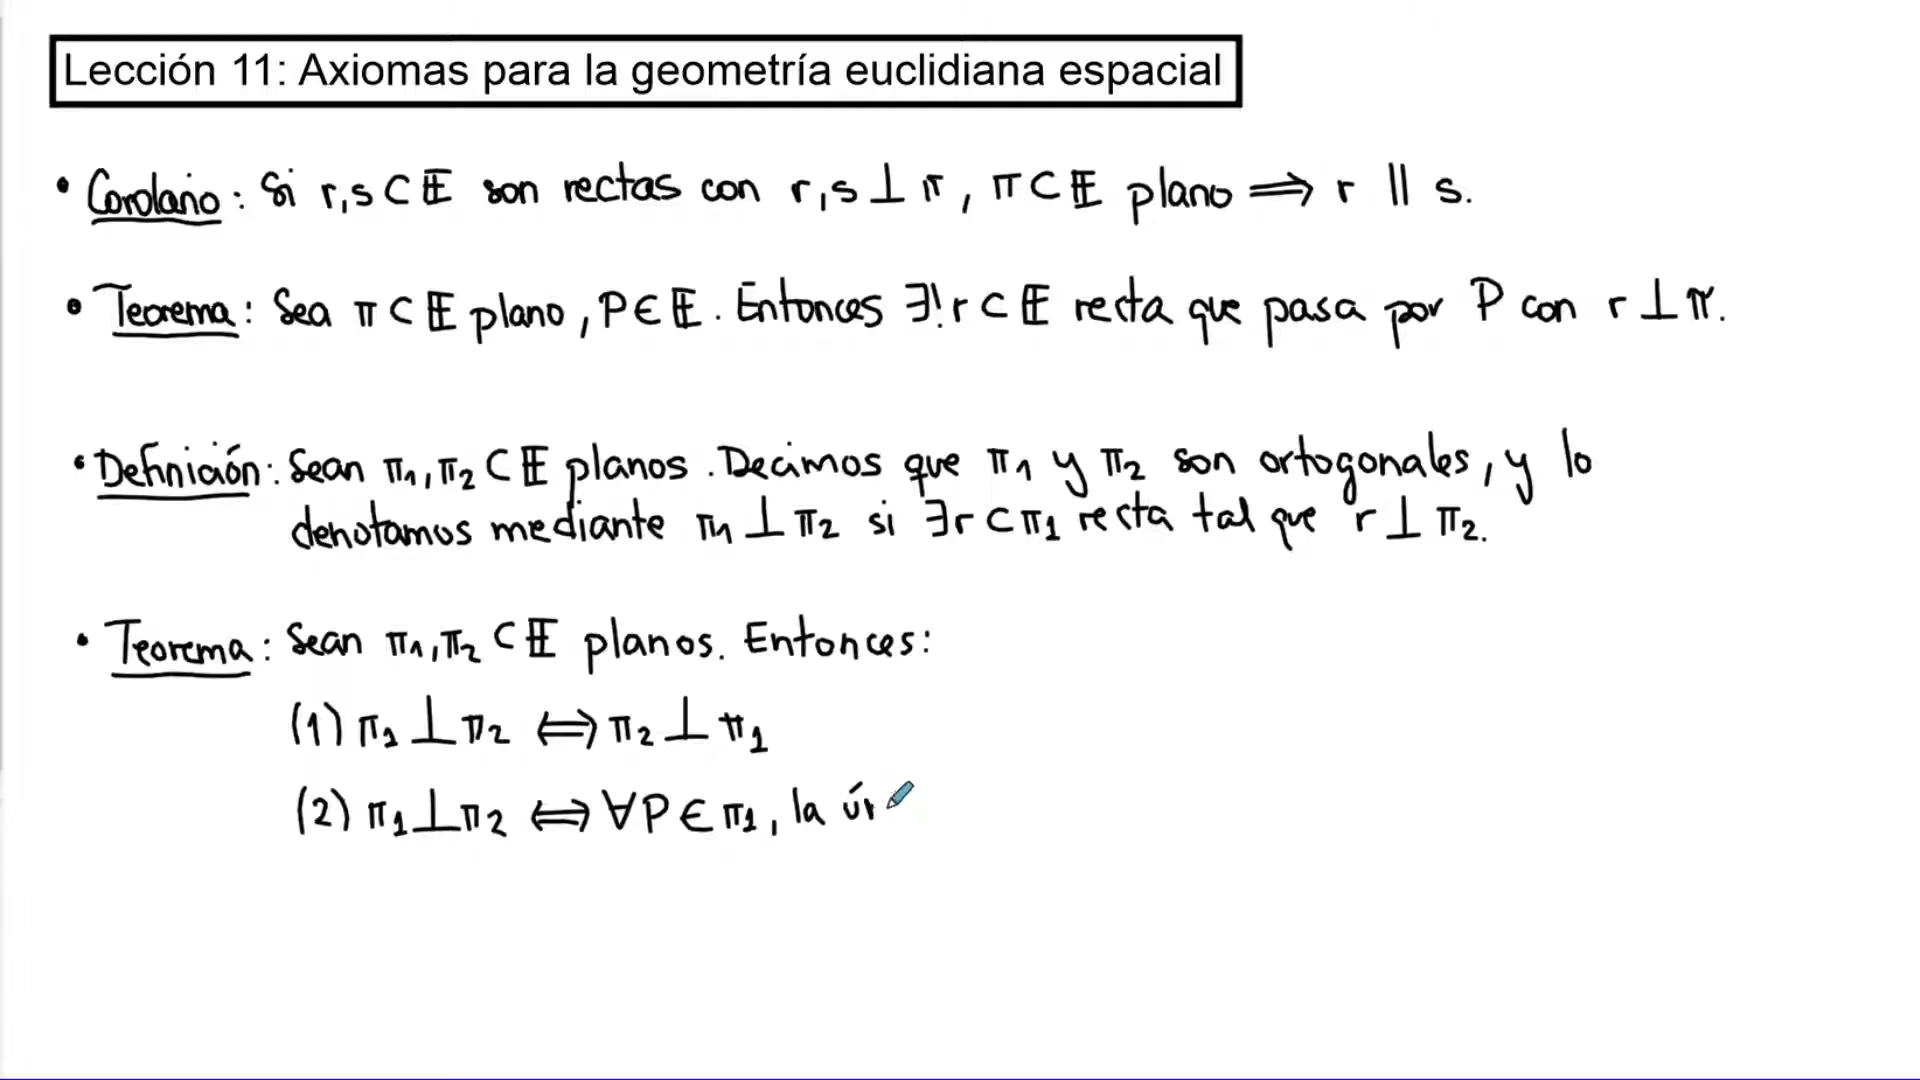 Lección 11: Axiomas para la geometría euclidiana espacial
• Corolario: Si r,s ⊂ 𝔼 son rectas con r,s ⊥ π, π ⊂ 𝔼 plano ⟹ r ∥ s.
• Teorema: Sea π ⊂ 𝔼 plano, P ∈ 𝔼. Entonces ∃! r ⊂ 𝔼 recta que pasa por P con r ⊥ π.
• Definición: Sean π₁, π₂ ⊂ 𝔼 planos. Decimos que π₁ y π₂ son ortogonales, y lo
denotamos mediante π₁ ⊥ π₂ si ∃ r ⊂ π₁ recta tal que r ⊥ π₂.
• Teorema: Sean π₁, π₂ ⊂ 𝔼 planos. Entonces:
(1) π₁ ⊥ π₂ ⟺ π₂ ⊥ π₁
(2) π₁ ⊥ π₂ ⟺ ∀P ∈ π₁, la